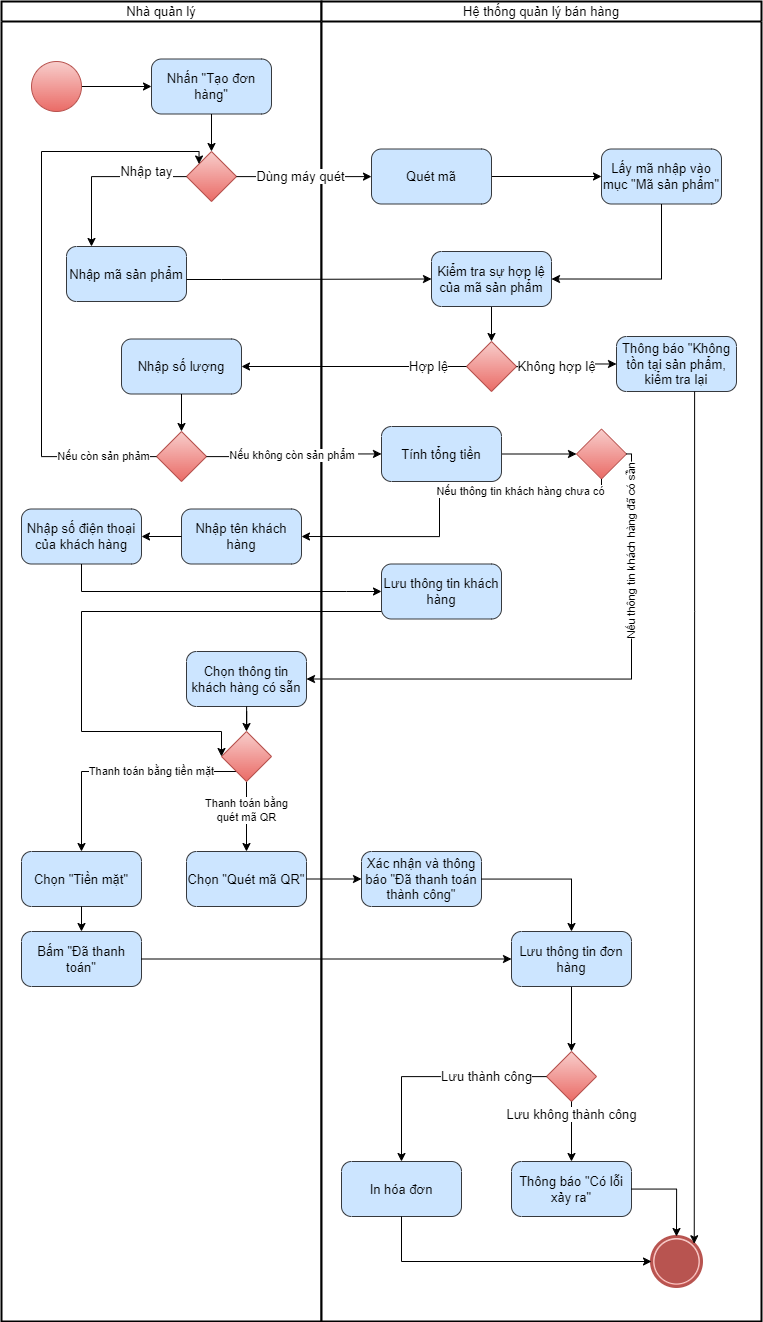 Nhà quản lý
Hệ thống quản lý bán hàng
Nhấn "Tạo đơn
hàng"
Nhập tay
Dùng máy quét
Quét mã
Lấy mã nhập vào
mục "Mã sản phẩm"
Nhập mã sản phẩm
Kiểm tra sự hợp lệ
của mã sản phẩm
Nhập số lượng
Hợp lệ
Không hợp lệ
Thông báo "Không
tồn tại sản phẩm,
kiểm tra lại
Nếu còn sản phảm
Nếu không còn sản phẩm
Tính tổng tiền
Nếu thông tin khách hàng chưa có
Nếu thông tin khách hàng đã có sẵn
Nhập số điện thoại
của khách hàng
Nhập tên khách
hàng
Lưu thông tin khách
hàng
Chọn thông tin
khách hàng có sẵn
Thanh toán bằng tiền mặt
Thanh toán bằng
quét mã QR
Chọn "Tiền mặt"
Chọn "Quét mã QR"
Xác nhận và thông
báo "Đã thanh toán
thành công"
Bấm "Đã thanh
toán"
Lưu thông tin đơn
hàng
Lưu thành công
Lưu không thành công
In hóa đơn
Thông báo "Có lỗi
xảy ra"